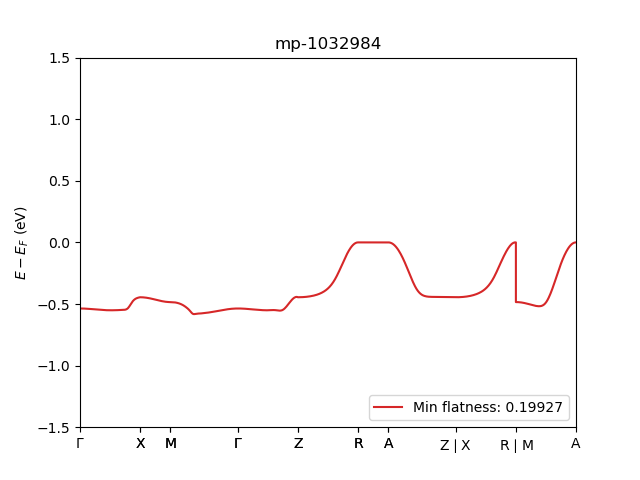 mp-1032984
1.5
1.0
0.5
0.0
−0.5
−1.0
−1.5
E − E_F (eV)
Min flatness: 0.19927
Γ X M Γ Z R A Z | X R | M A